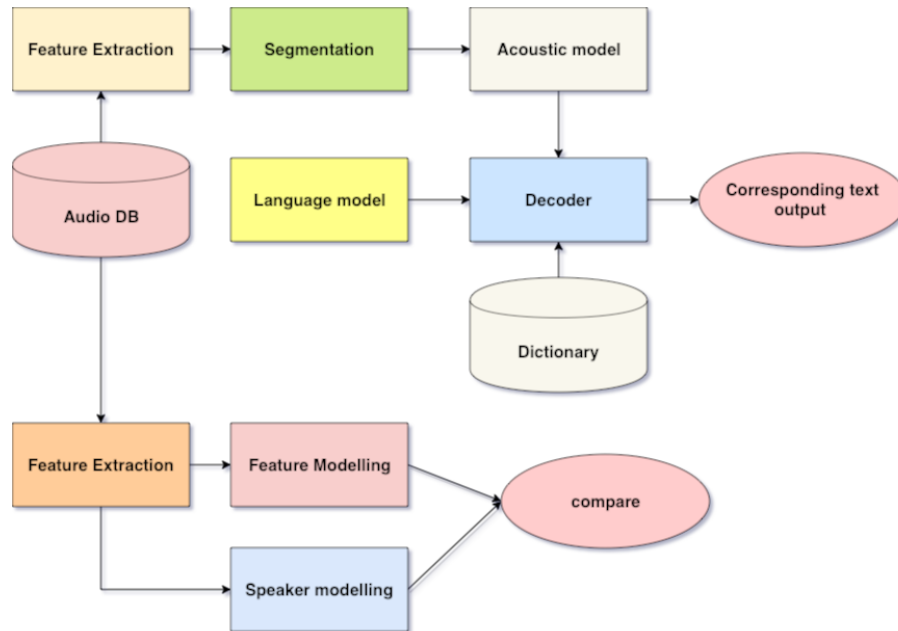 Feature Extraction
Segmentation
Acoustic model
Audio DB
Language model
Decoder
Corresponding text
output
Dictionary
Feature Extraction
Feature Modelling
compare
Speaker modelling